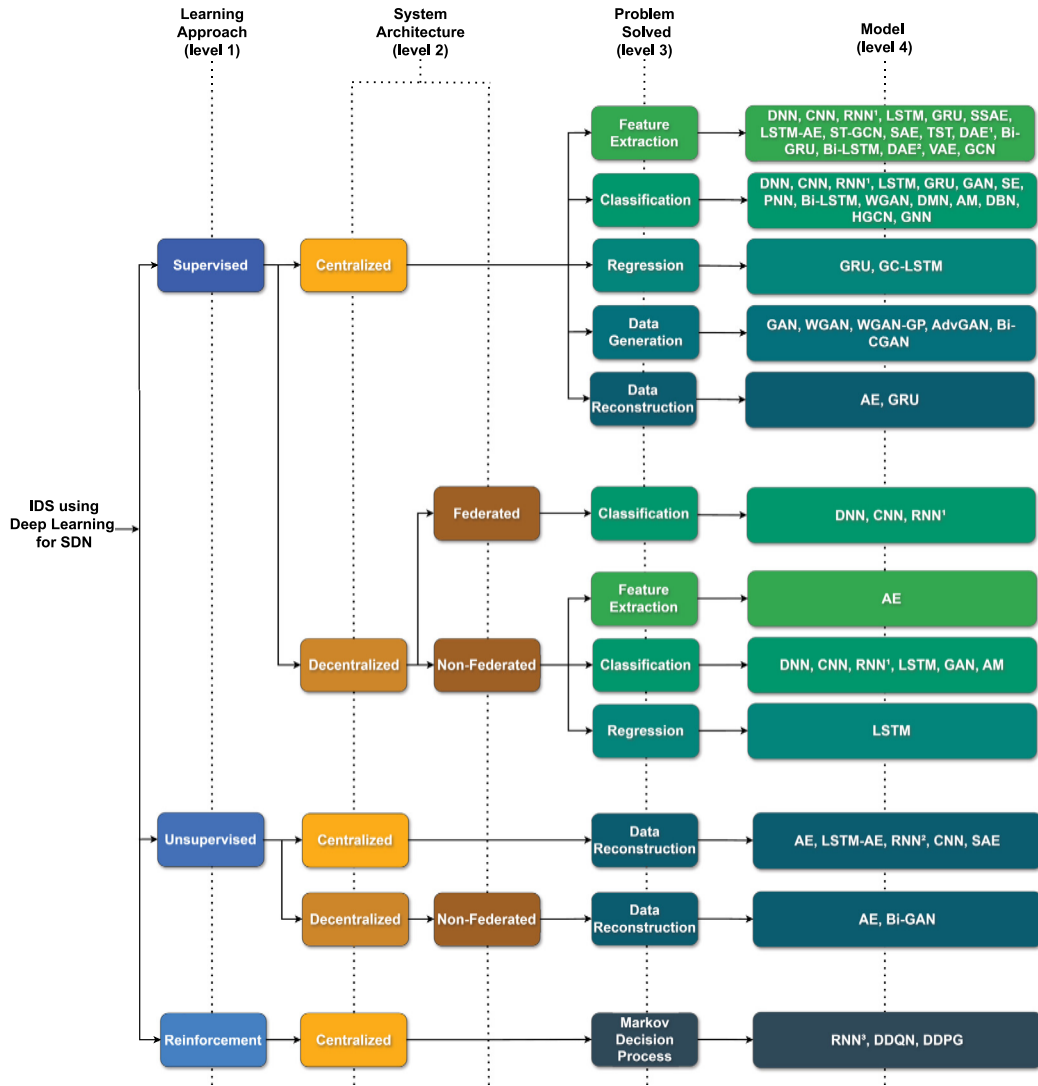 Learning
Approach
(level 1)
System
Architecture
(level 2)
Problem
Solved
(level 3)
Model
(level 4)
Feature
Extraction
DNN, CNN, RNN¹, LSTM, GRU, SSAE,
LSTM-AE, ST-GCN, SAE, TST, DAE¹, Bi-
GRU, Bi-LSTM, DAE², VAE, GCN
Classification
DNN, CNN, RNN¹, LSTM, GRU, GAN, SE,
PNN, Bi-LSTM, WGAN, DMN, AM, DBN,
HGCN, GNN
Supervised
Centralized
Regression
GRU, GC-LSTM
Data
Generation
GAN, WGAN, WGAN-GP, AdvGAN, Bi-
CGAN
Data
Reconstruction
AE, GRU
IDS using
Deep Learning
for SDN
Federated
Classification
DNN, CNN, RNN¹
Feature
Extraction
AE
Decentralized
Non-Federated
Classification
DNN, CNN, RNN¹, LSTM, GAN, AM
Regression
LSTM
Unsupervised
Centralized
Data
Reconstruction
AE, LSTM-AE, RNN², CNN, SAE
Decentralized
Non-Federated
Data
Reconstruction
AE, Bi-GAN
Reinforcement
Centralized
Markov
Decision
Process
RNN³, DDQN, DDPG